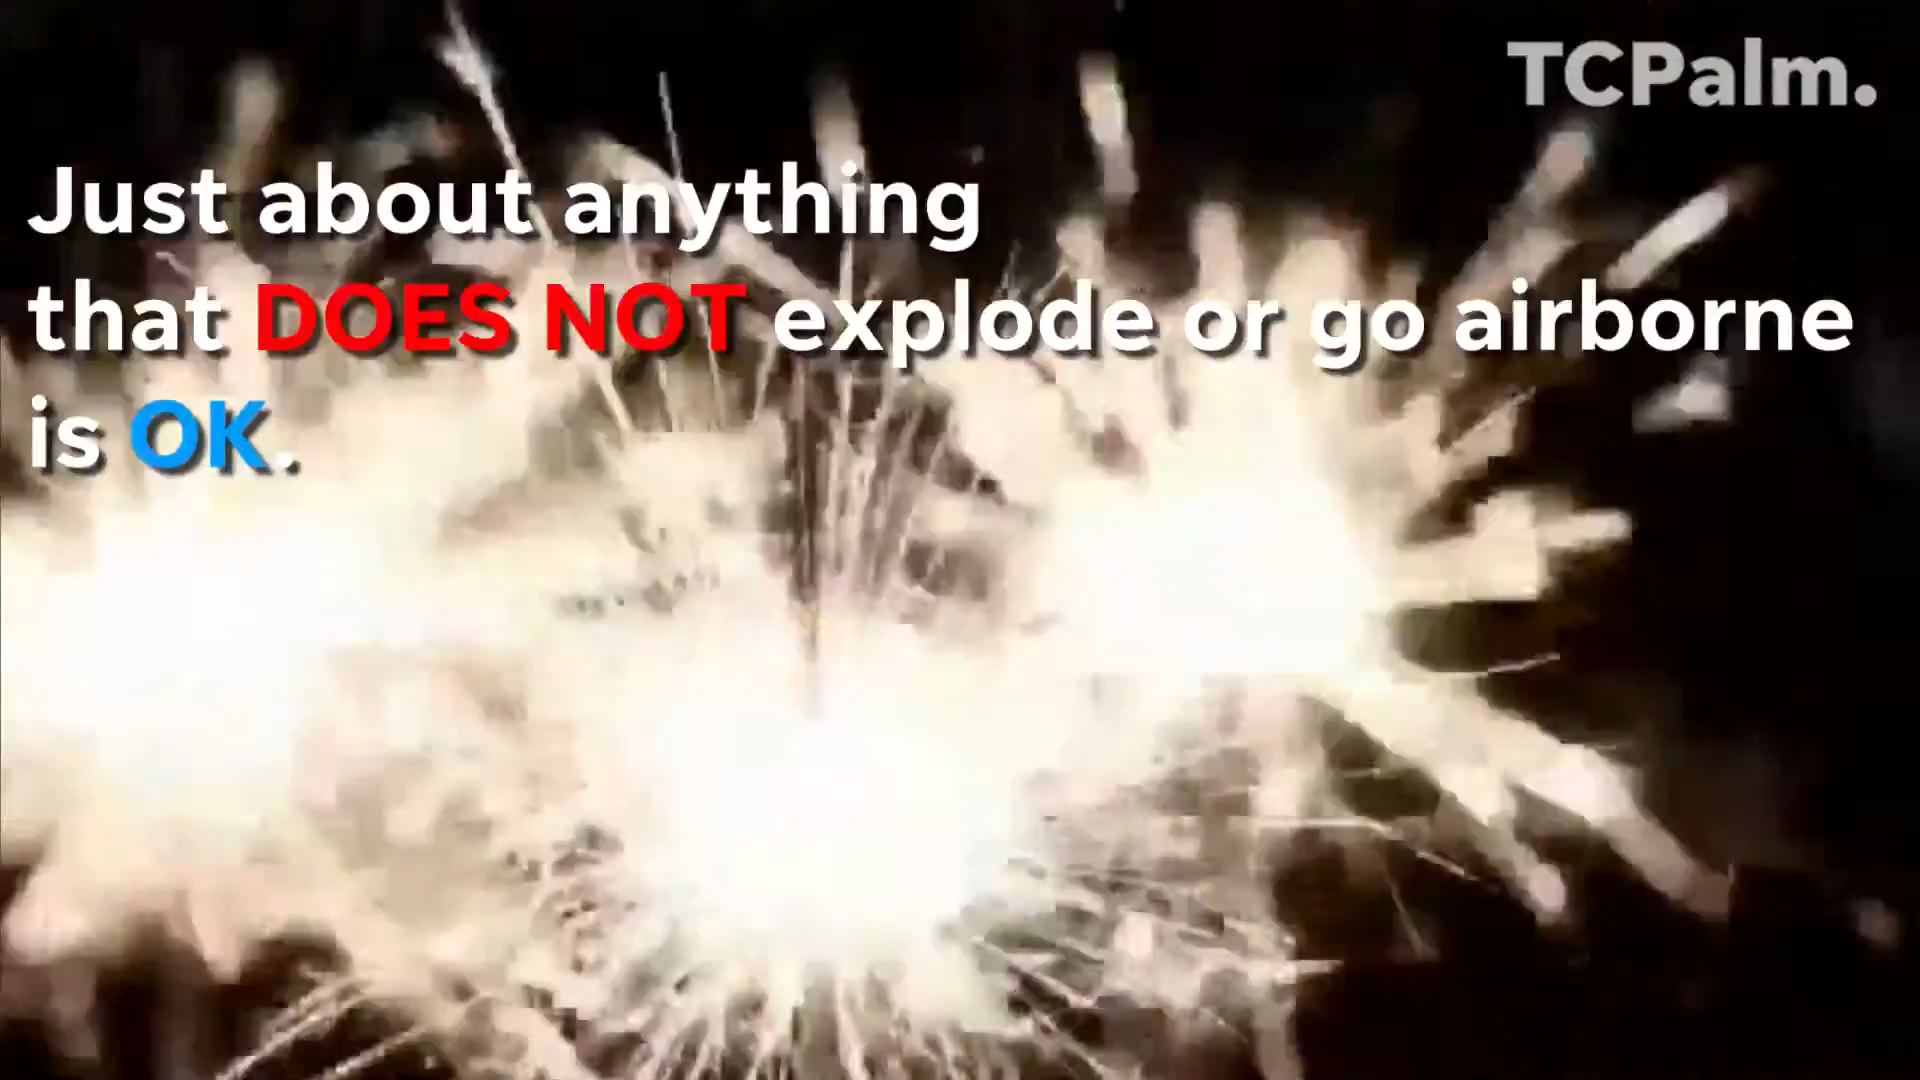 TCPalm.
Just about anything
that DOES NOT explode or go airborne
is OK.